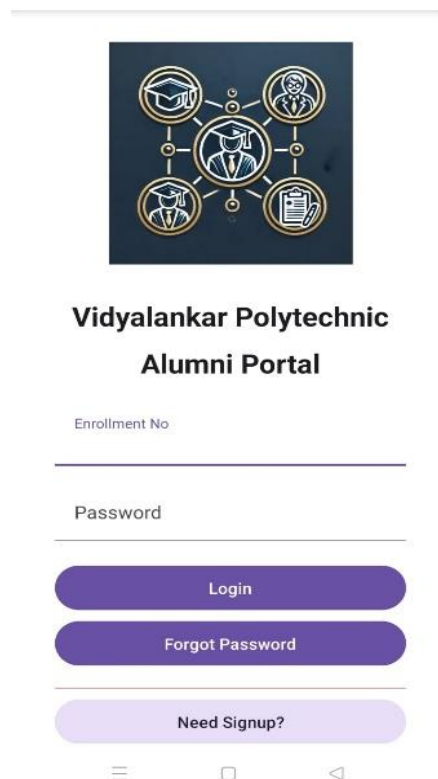 Vidyalankar Polytechnic
Alumni Portal
Enrollment No
Password
Login
Forgot Password
Need Signup?